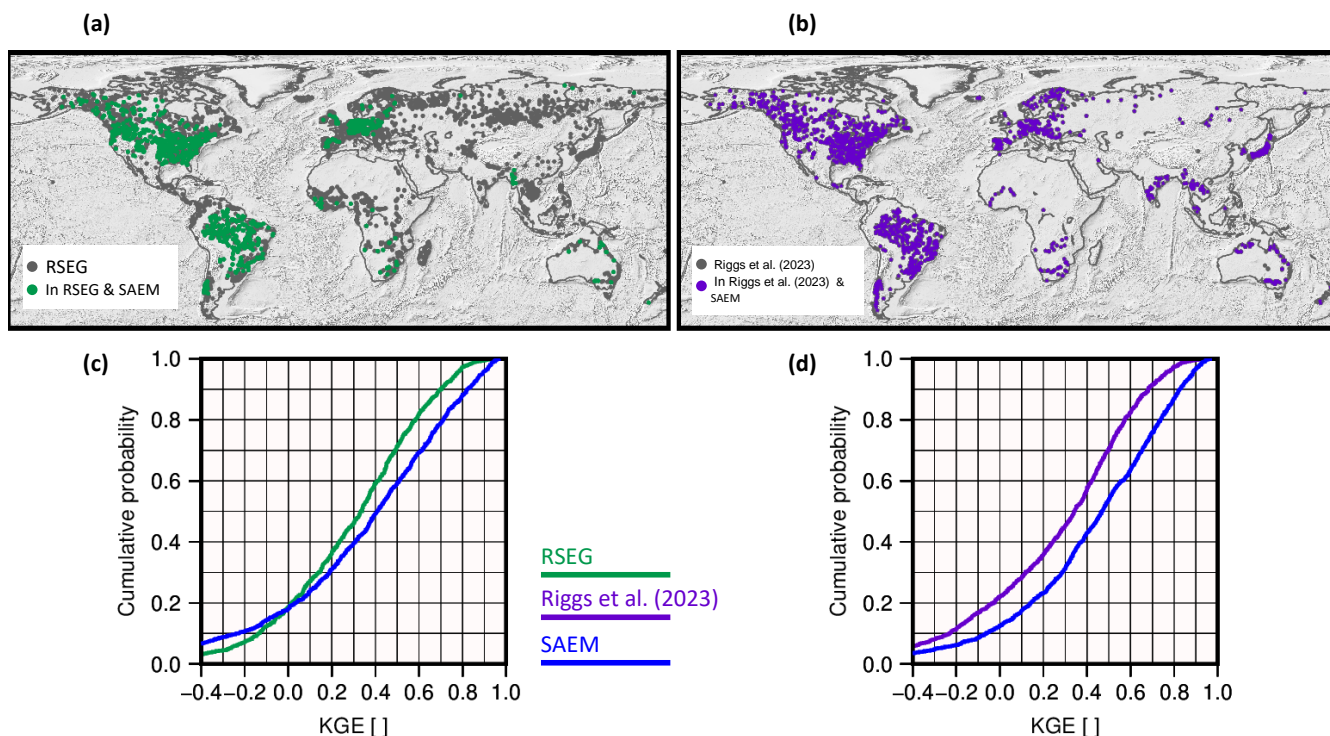 (a)
(b)
RSEG
In RSEG & SAEM
Riggs et al. (2023)
In Riggs et al. (2023) &
SAEM
(c)
1.0
0.8
0.6
0.4
0.2
0.0
Cumulative probability
−0.4
−0.2
0.0
0.2
0.4
0.6
0.8
1.0
KGE [ ]
RSEG
Riggs et al. (2023)
SAEM
(d)
1.0
0.8
0.6
0.4
0.2
0.0
Cumulative probability
−0.4
−0.2
0.0
0.2
0.4
0.6
0.8
1.0
KGE [ ]